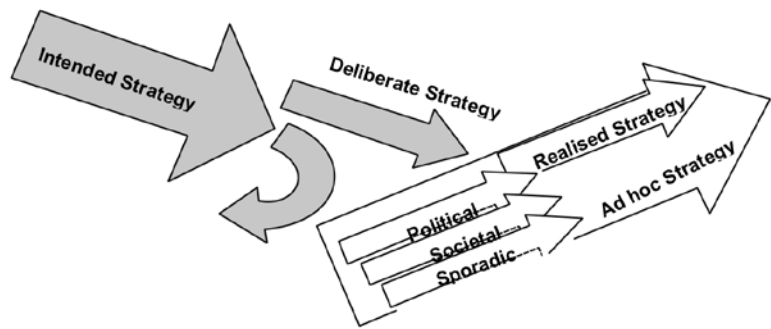 Intended Strategy
Deliberate Strategy
Realised Strategy
Ad hoc Strategy
Political
Societal
Sporadic